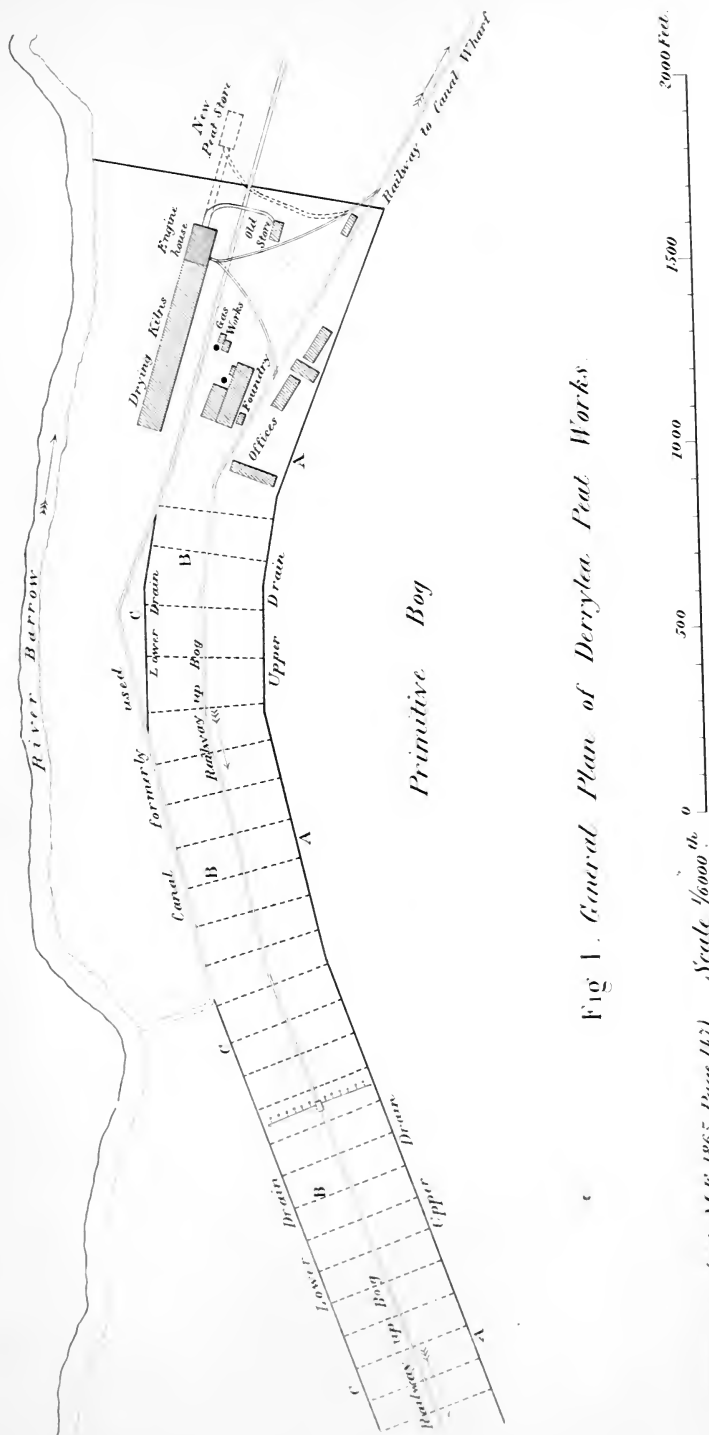 River Barrow
New
Peat Store
Engine
house
Drying Kilns
Old
Store
Gas
Works
Foundry
Offices
Railway to Canal Wharf
A
B
C
Lower Drain
Upper Drain
Railway up Bog
Canal formerly used
B
A
C
Lower Drain
B
Upper Drain
Railway up Bog
C
A
Primitive Bog
Fig 1. General Plan of Derrylea Peat Works.
Scale 1/6000th.
0 500 1000 1500 2000 Feet.
1865